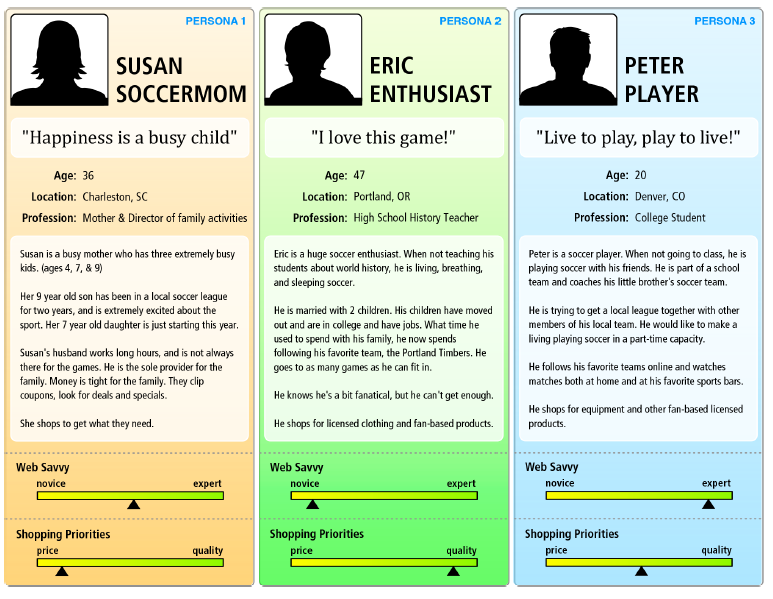 PERSONA 1
SUSAN
SOCCERMOM
"Happiness is a busy child"
Age: 36
Location: Charleston, SC
Profession: Mother & Director of family activities
Susan is a busy mother who has three extremely busy
kids. (ages 4, 7, & 9)
Her 9 year old son has been in a local soccer league
for two years, and is extremely excited about the
sport. Her 7 year old daughter is just starting this year.
Susan's husband works long hours, and is not always
there for the games. He is the sole provider for the
family. Money is tight for the family. They clip
coupons, look for deals and specials.
She shops to get what they need.
Web Savvy
novice expert
Shopping Priorities
price quality
PERSONA 2
ERIC
ENTHUSIAST
"I love this game!"
Age: 47
Location: Portland, OR
Profession: High School History Teacher
Eric is a huge soccer enthusiast. When not teaching his
students about world history, he is living, breathing,
and sleeping soccer.
He is married with 2 children. His children have moved
out and are in college and have jobs. What time he
used to spend with his family, he now spends
following his favorite team, the Portland Timbers. He
goes to as many games as he can fit in.
He knows he's a bit fanatical, but he can't get enough.
He shops for licensed clothing and fan-based products.
Web Savvy
novice expert
Shopping Priorities
price quality
PERSONA 3
PETER
PLAYER
"Live to play, play to live!"
Age: 20
Location: Denver, CO
Profession: College Student
Peter is a soccer player. When not going to class, he is
playing soccer with his friends. He is part of a school
team and coaches his little brother's soccer team.
He is trying to get a local league together with other
members of his local team. He would like to make a
living playing soccer in a part-time capacity.
He follows his favorite teams online and watches
matches both at home and at his favorite sports bars.
He shops for equipment and other fan-based licensed
products.
Web Savvy
novice expert
Shopping Priorities
price quality